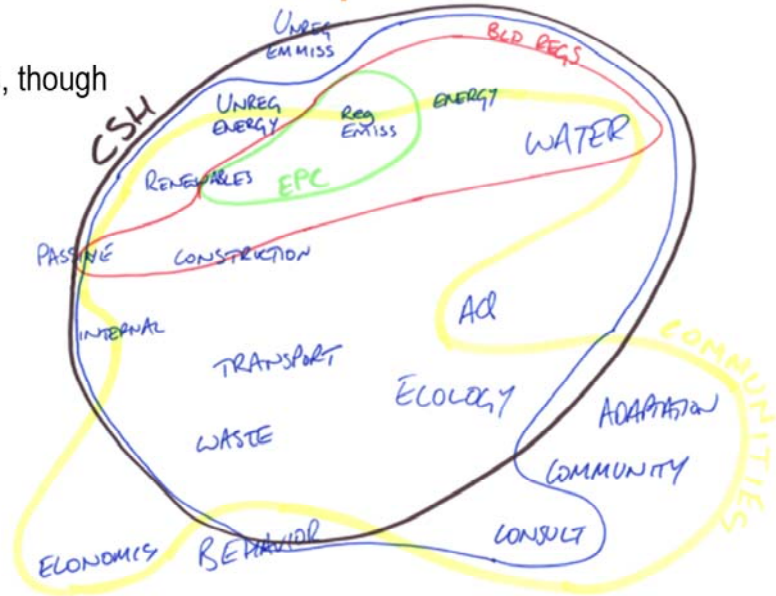 , though
UNREG
EMMISS
BLD REGS
CSH
UNREG
ENERGY
REG
EMISS
ENERGY
WATER
RENEWABLES
EPC
PASSIVE
CONSTRUCTION
INTERNAL
AQ
TRANSPORT
ECOLOGY
COMMUNITIES
ADAPTATION
WASTE
COMMUNITY
CONSULT
ECONOMICS
BEHAVIOR